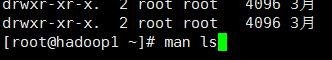 drwxr-xr-x.  2 root root   4096 3月
drwxr-xr-x.  2 root root   4096 3月
[root@hadoop1 ~]# man ls